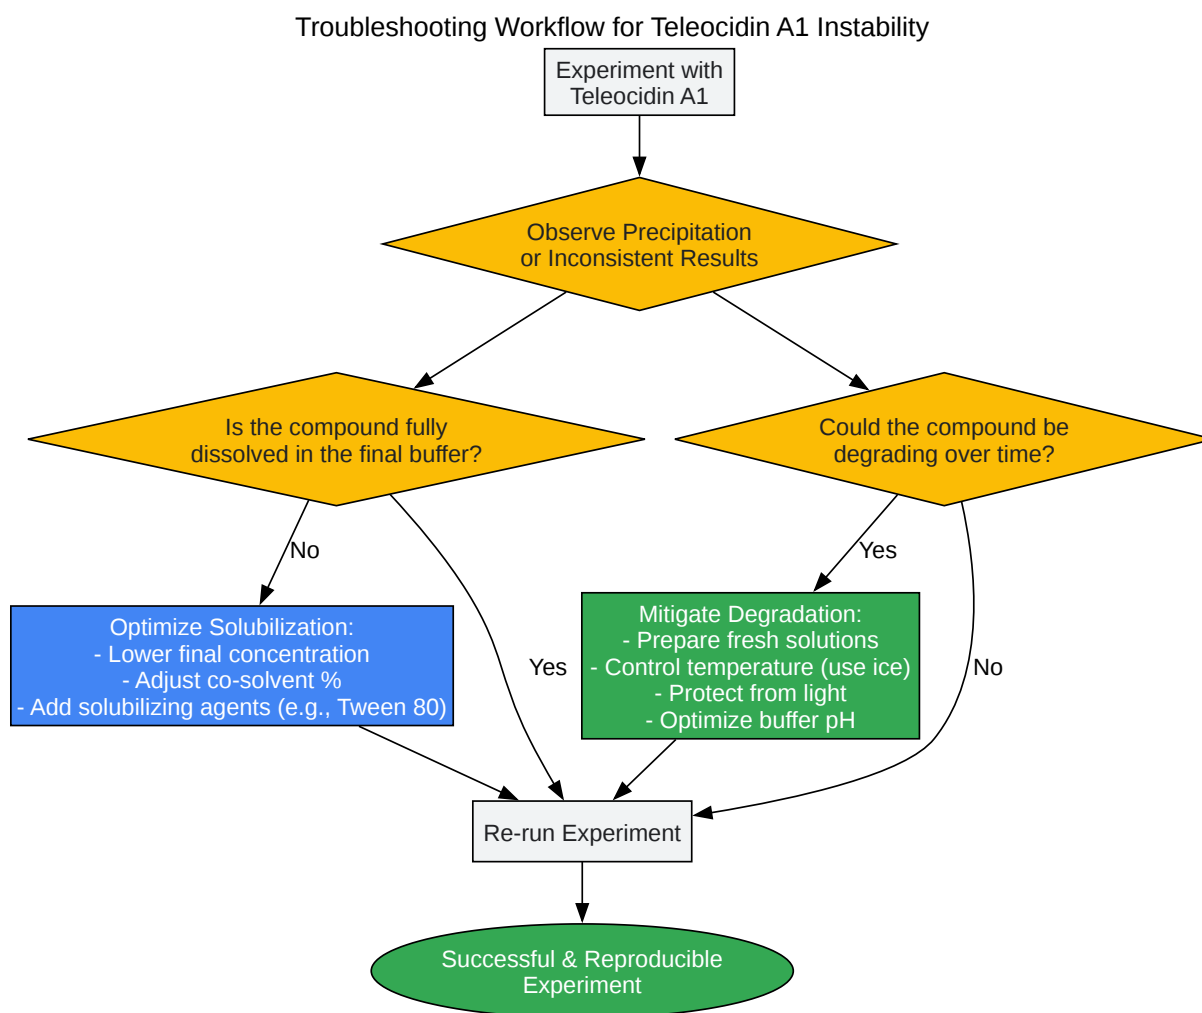 Troubleshooting Workflow for Teleocidin A1 Instability
Experiment with
Teleocidin A1
Observe Precipitation
or Inconsistent Results
Is the compound fully
dissolved in the final buffer?
Could the compound be
degrading over time?
No
Yes
Optimize Solubilization:
- Lower final concentration
- Adjust co-solvent %
- Add solubilizing agents (e.g., Tween 80)
Yes
Mitigate Degradation:
- Prepare fresh solutions
- Control temperature (use ice)
- Protect from light
- Optimize buffer pH
No
Re-run Experiment
Successful & Reproducible
Experiment